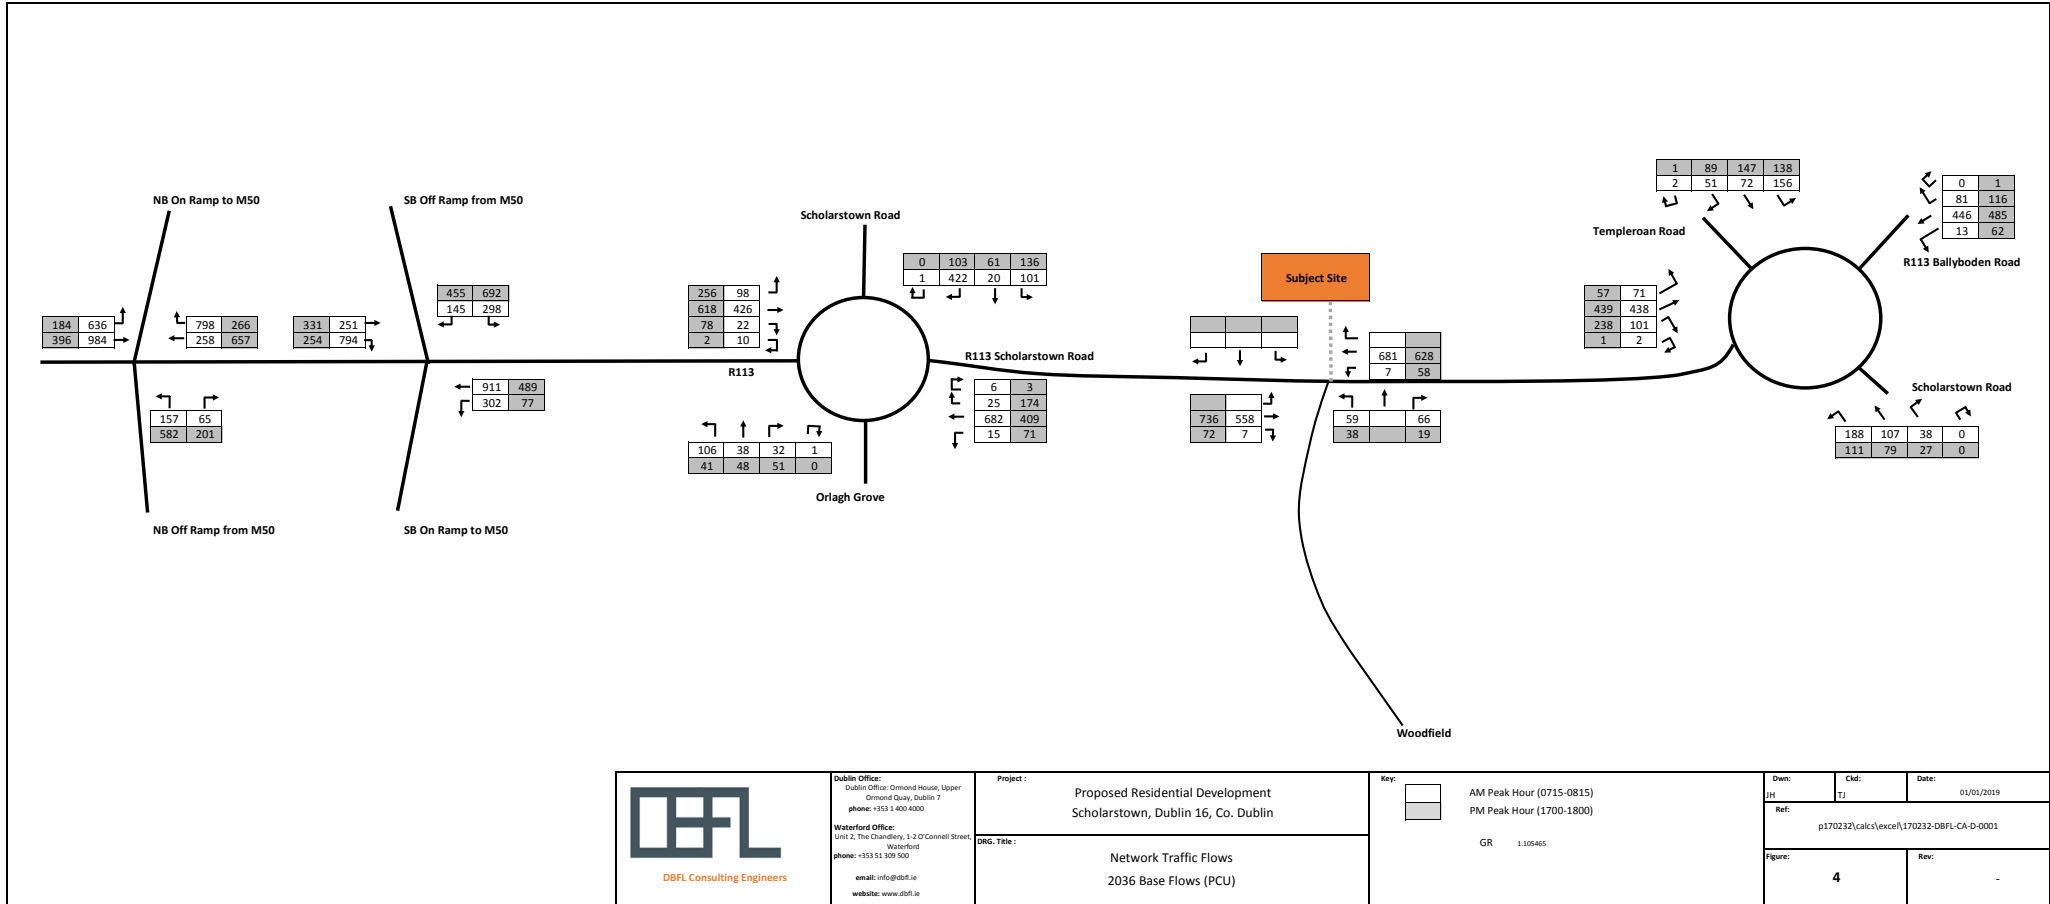 1 89 147 138
2 51 72 156
0 1
81 116
446 485
13 62
NB On Ramp to M50
SB Off Ramp from M50
Scholarstown Road
Templeroan Road
R113 Ballyboden Road
0 103 61 136
1 422 20 101
Subject Site
455 692
145 298
256 98
618 426
78 22
2 10
57 71
439 438
238 101
1 2
184 636
396 984
798 266
258 657
331 251
254 794
R113
R113 Scholarstown Road
681 628
7 58
911 489
302 77
6 3
25 174
682 409
15 71
736 558
72 7
59 66
38 19
Scholarstown Road
157 65
582 201
106 38 32 1
41 48 51 0
188 107 38 0
111 79 27 0
Orlagh Grove
NB Off Ramp from M50
SB On Ramp to M50
Woodfield
DBFL
DBFL Consulting Engineers
Dublin Office:
Dublin Office: Ormond House, Upper
Ormond Quay, Dublin 7
phone: +353 1 400 4000
Waterford Office:
Unit 2, The Chandlery, 1-2 O'Connell Street,
Waterford
phone: +353 51 309 500
email: info@dbfl.ie
website: www.dbfl.ie
Project :
Proposed Residential Development
Scholarstown, Dublin 16, Co. Dublin
DRG. Title :
Network Traffic Flows
2036 Base Flows (PCU)
Key:
AM Peak Hour (0715-0815)
PM Peak Hour (1700-1800)
GR 1.105465
Dwn: Ckd: Date:
JH TJ 01/01/2019
Ref:
p170232\calcs\excel\170232-DBFL-CA-D-0001
Figure: Rev:
4 -